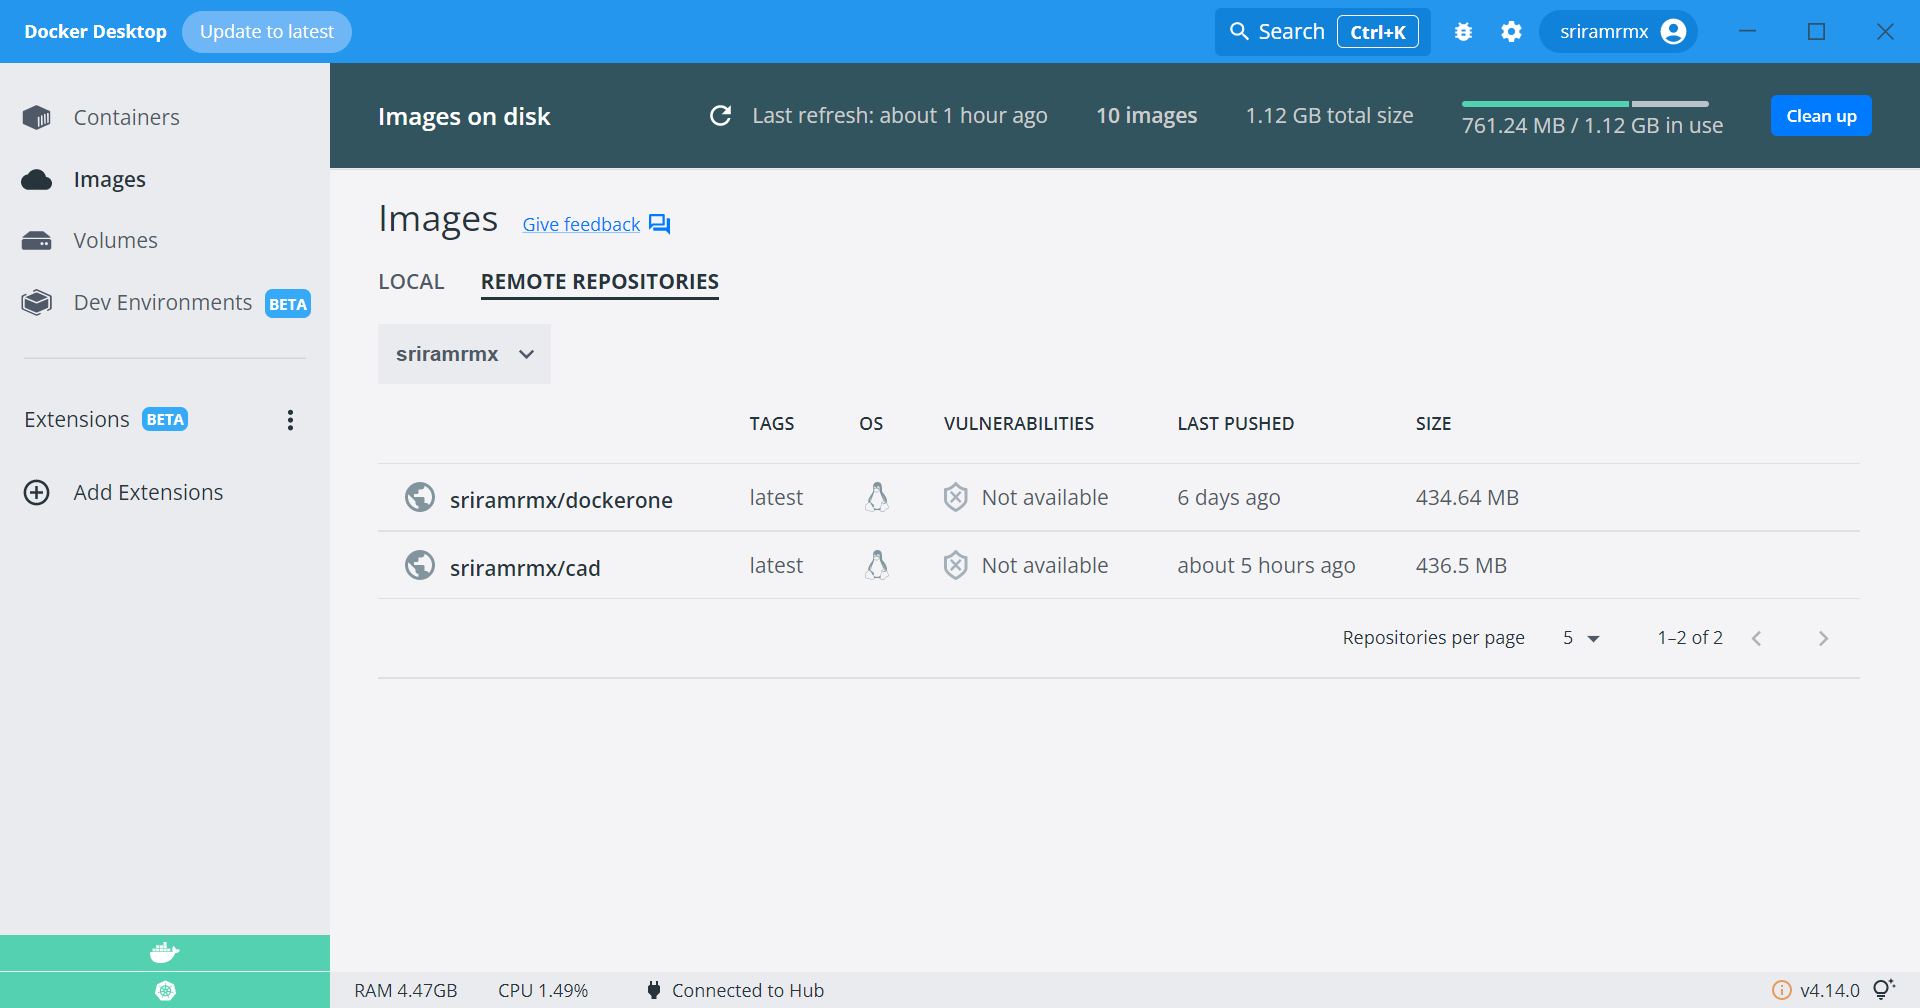 Docker Desktop Update to latest Search Ctrl+K sriramrmx
Containers
Images
Volumes
Dev Environments BETA
Extensions BETA
Add Extensions
Images on disk Last refresh: about 1 hour ago 10 images 1.12 GB total size 761.24 MB / 1.12 GB in use Clean up
Images Give feedback
LOCAL REMOTE REPOSITORIES
sriramrmx
TAGS OS VULNERABILITIES LAST PUSHED SIZE
sriramrmx/dockerone latest Not available 6 days ago 434.64 MB
sriramrmx/cad latest Not available about 5 hours ago 436.5 MB
Repositories per page 5 1–2 of 2
RAM 4.47GB CPU 1.49% Connected to Hub v4.14.0